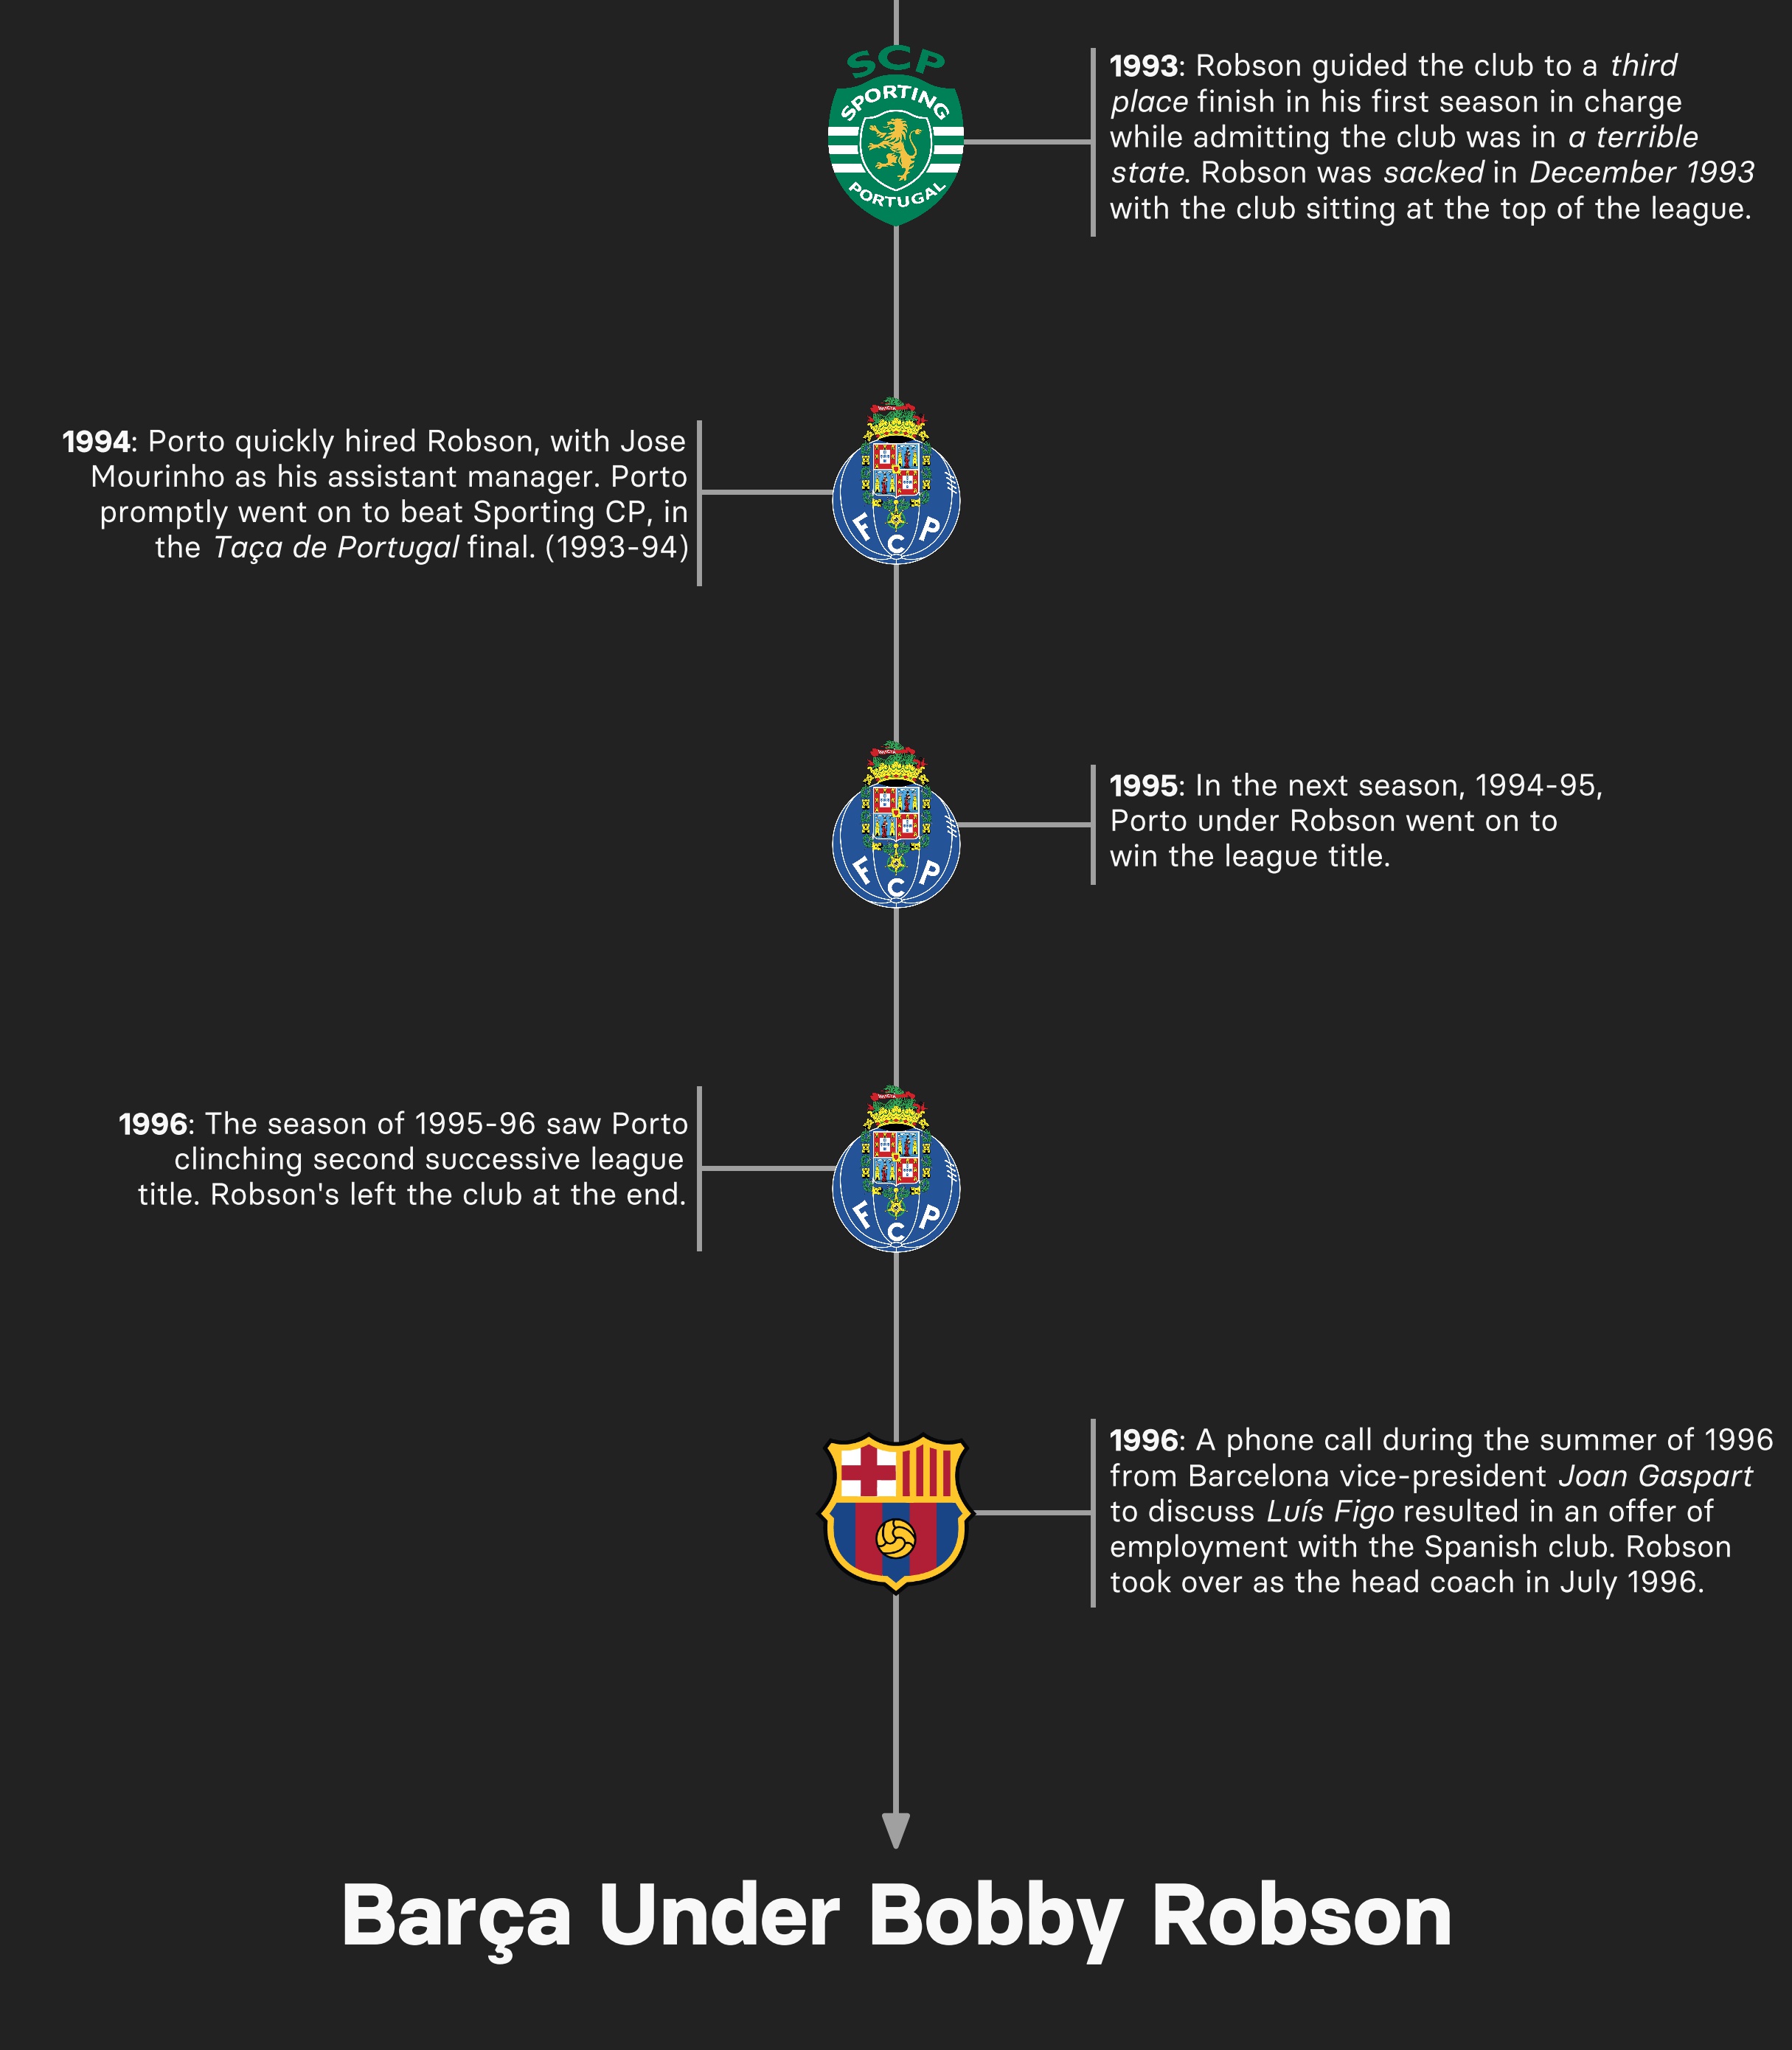 SCP
SPORTING
PORTUGAL
1993: Robson guided the club to a third
place finish in his first season in charge
while admitting the club was in a terrible
state. Robson was sacked in December 1993
with the club sitting at the top of the league.
1994: Porto quickly hired Robson, with Jose
Mourinho as his assistant manager. Porto
promptly went on to beat Sporting CP, in
the Taça de Portugal final. (1993-94)
F C P
1995: In the next season, 1994-95,
Porto under Robson went on to
win the league title.
F C P
1996: The season of 1995-96 saw Porto
clinching second successive league
title. Robson's left the club at the end.
F C P
1996: A phone call during the summer of 1996
from Barcelona vice-president Joan Gaspart
to discuss Luís Figo resulted in an offer of
employment with the Spanish club. Robson
took over as the head coach in July 1996.
Barça Under Bobby Robson